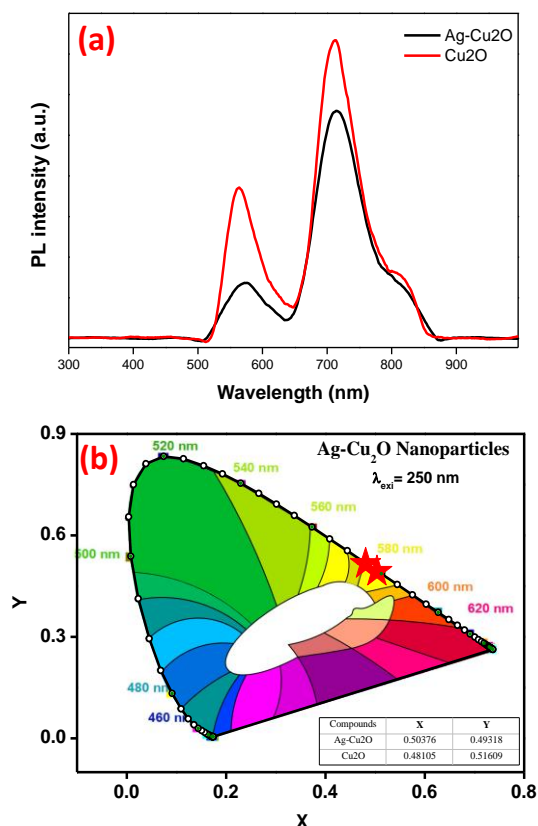 (a)
Ag-Cu2O
Cu2O
PL intensity (a.u.)
300 400 500 600 700 800 900
Wavelength (nm)
(b)
Ag-Cu₂O Nanoparticles
λexi= 250 nm
0.9
0.6
0.3
0.0
Y
520 nm
540 nm
560 nm
580 nm
600 nm
620 nm
500 nm
480 nm
460 nm
Compounds X Y
Ag-Cu2O 0.50376 0.49318
Cu2O 0.48105 0.51609
0.0 0.2 0.4 0.6 0.8
X